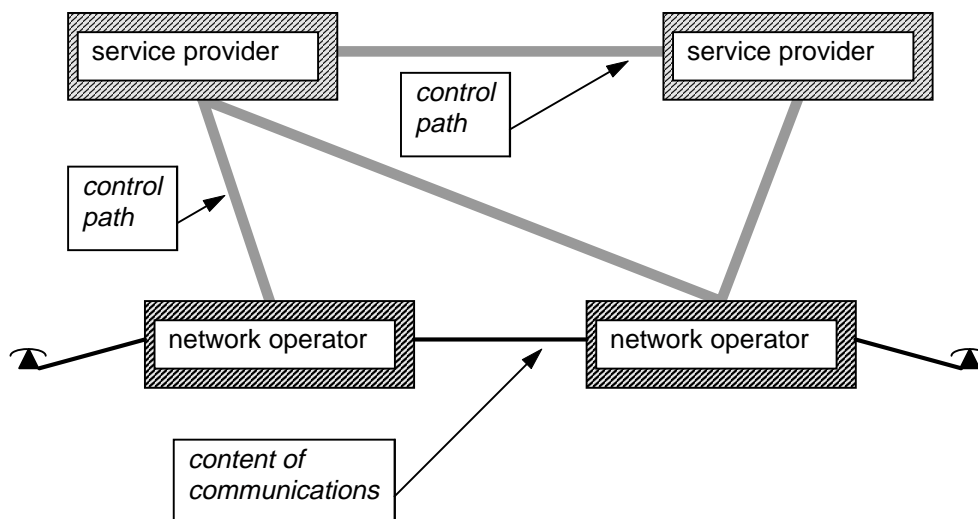 service provider
service provider
control
path
control
path
network operator
network operator
content of
communications